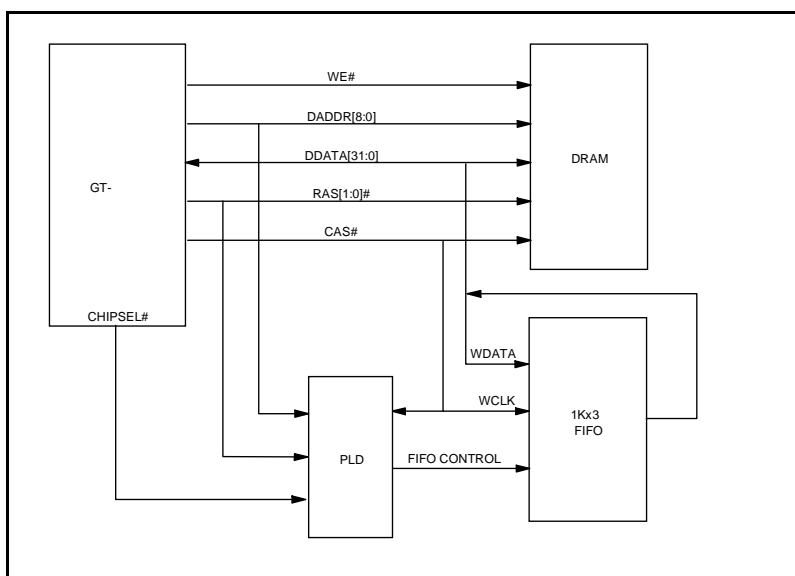 WE#
DADDR[8:0]
DDATA[31:0]
DRAM
GT-
RAS[1:0]#
CAS#
CHIPSEL#
WDATA
WCLK
1Kx3
FIFO
PLD
FIFO CONTROL